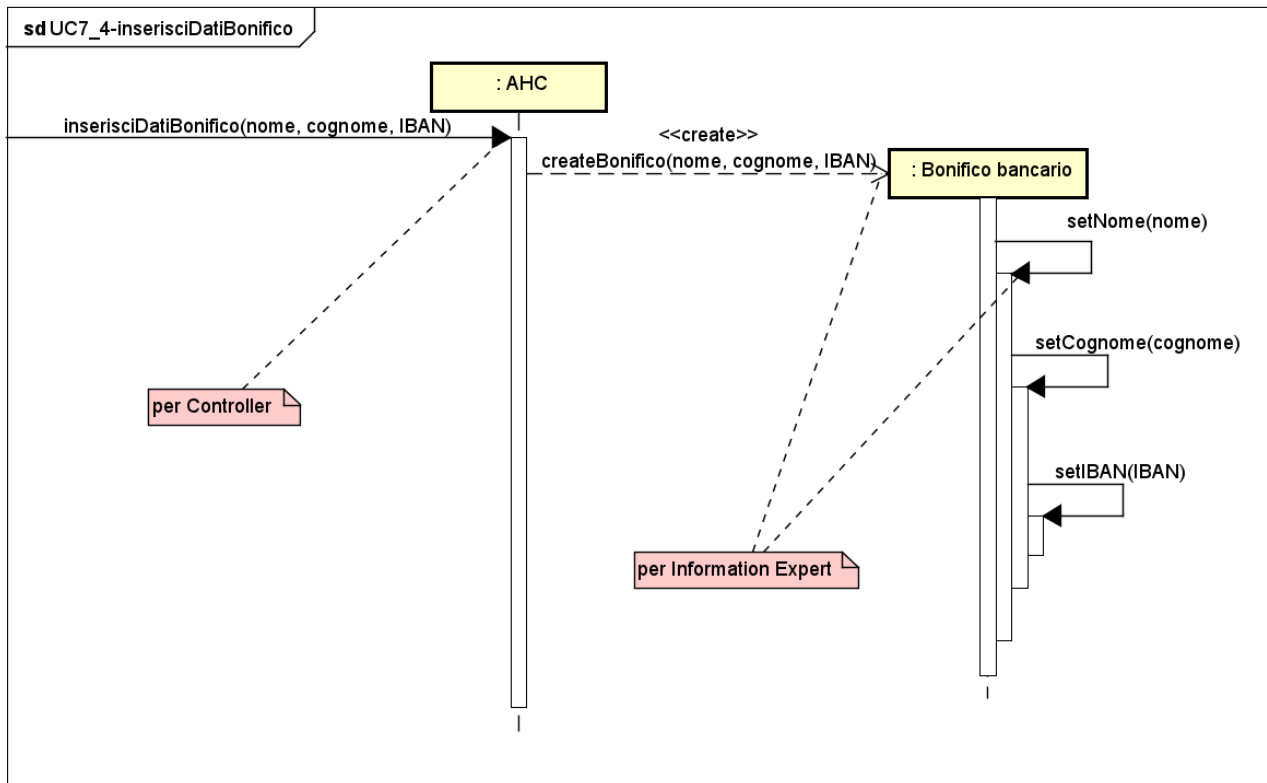 sd UC7_4-inserisciDatiBonifico
: AHC
inserisciDatiBonifico(nome, cognome, IBAN)
<<create>>
createBonifico(nome, cognome, IBAN)
: Bonifico bancario
setNome(nome)
setCognome(cognome)
per Controller
setIBAN(IBAN)
per Information Expert